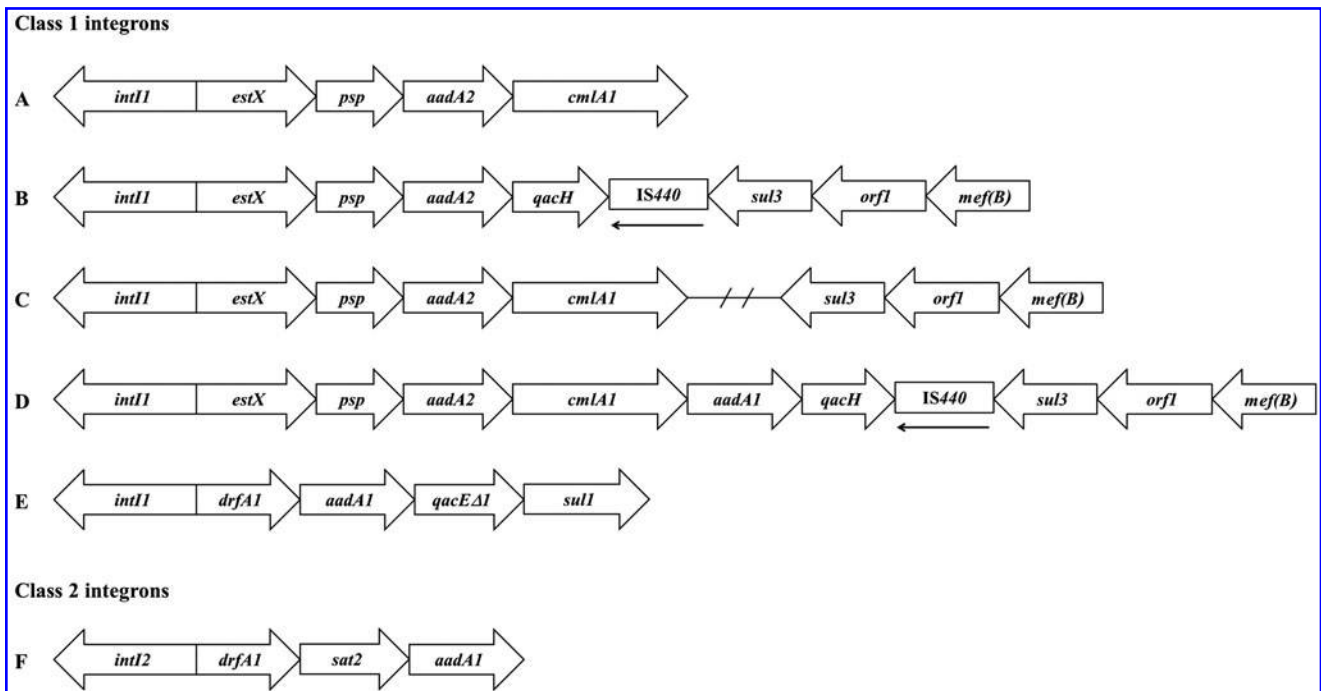 Class 1 integrons
A intI1 estX psp aadA2 cmlA1
B intI1 estX psp aadA2 qacH IS440 sul3 orf1 mef(B)
C intI1 estX psp aadA2 cmlA1 sul3 orf1 mef(B)
D intI1 estX psp aadA2 cmlA1 aadA1 qacH IS440 sul3 orf1 mef(B)
E intI1 drfA1 aadA1 qacEΔ1 sul1
Class 2 integrons
F intI2 drfA1 sat2 aadA1